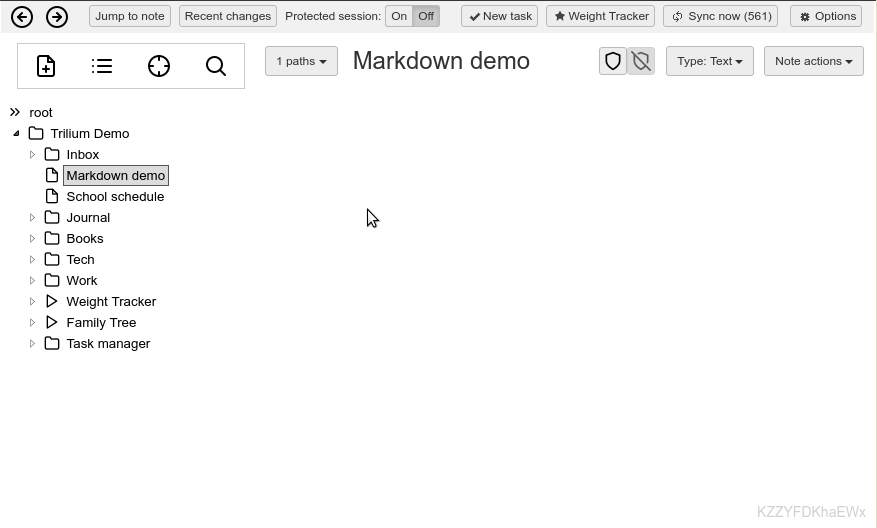 Jump to note Recent changes Protected session: On Off New task Weight Tracker Sync now (561) Options
1 paths Markdown demo Type: Text Note actions
root
Trilium Demo
Inbox
Markdown demo
School schedule
Journal
Books
Tech
Work
Weight Tracker
Family Tree
Task manager
KZZYFDKhaEWx